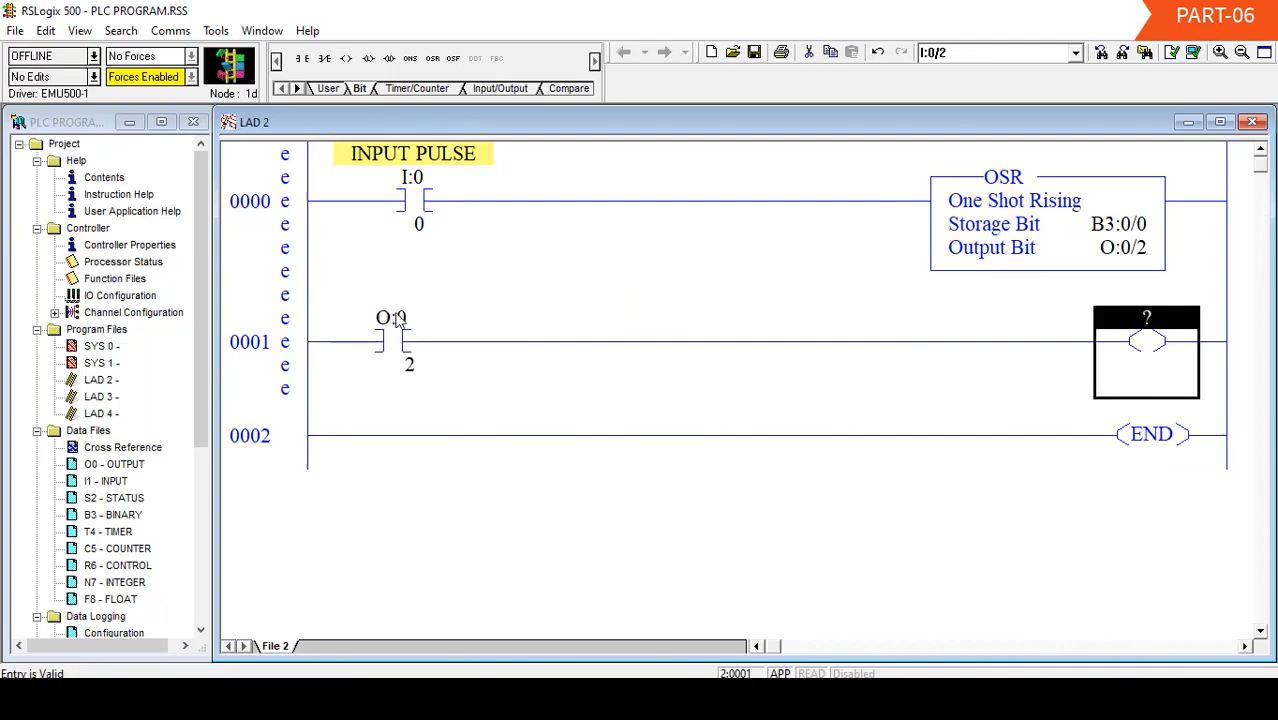 RSLogix 500 - PLC PROGRAM.RSS
PART-06
File Edit View Search Comms Tools Window Help
OFFLINE No Forces
No Edits Forces Enabled
Driver: EMU500-1 Node : 1d
ONS OSR OSF DDT FBC
User Bit Timer/Counter Input/Output Compare
I:0/2
PLC PROGRA...
Project
Help
Contents
Instruction Help
User Application Help
Controller
Controller Properties
Processor Status
Function Files
IO Configuration
Channel Configuration
Program Files
SYS 0 -
SYS 1 -
LAD 2 -
LAD 3 -
LAD 4 -
Data Files
Cross Reference
O0 - OUTPUT
I1 - INPUT
S2 - STATUS
B3 - BINARY
T4 - TIMER
C5 - COUNTER
R6 - CONTROL
N7 - INTEGER
F8 - FLOAT
Data Logging
Configuration
LAD 2
e INPUT PULSE
e I:0 OSR
0000 e One Shot Rising
e 0 Storage Bit B3:0/0
e Output Bit O:0/2
e
e
e O:0 ?
0001 e
e 2
e
0002 END
File 2
Entry is Valid 2:0001 APP READ Disabled